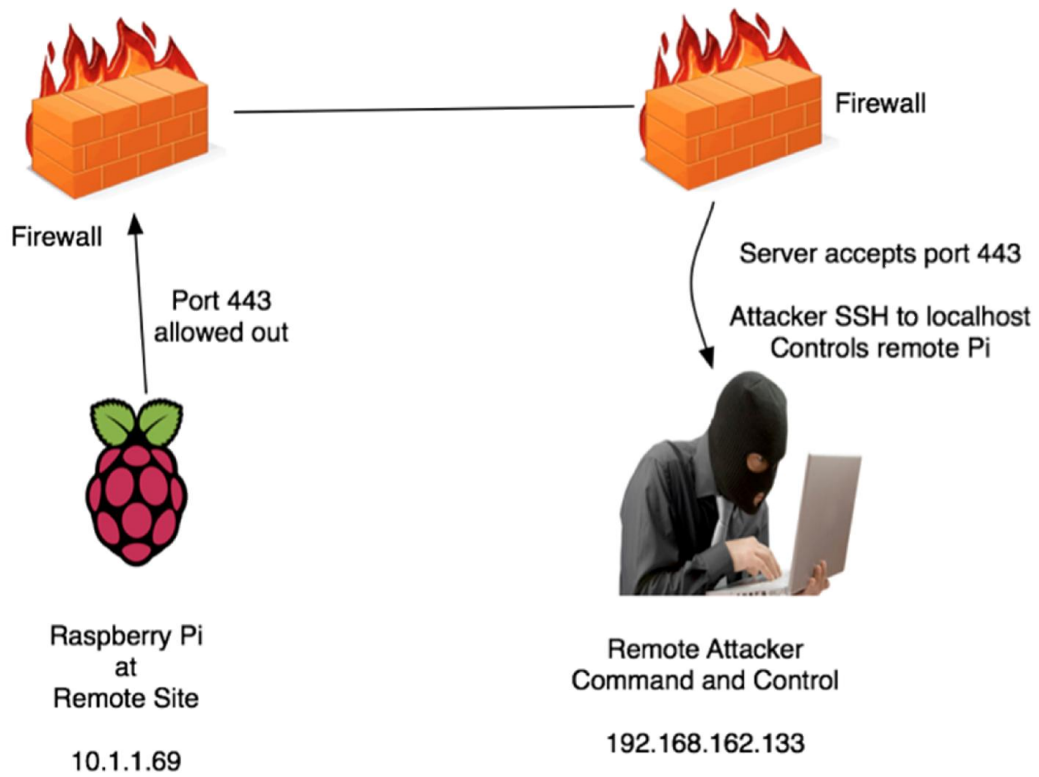 Firewall
Firewall
Port 443
allowed out
Server accepts port 443
Attacker SSH to localhost
Controls remote Pi
Raspberry Pi
at
Remote Site
10.1.1.69
Remote Attacker
Command and Control
192.168.162.133